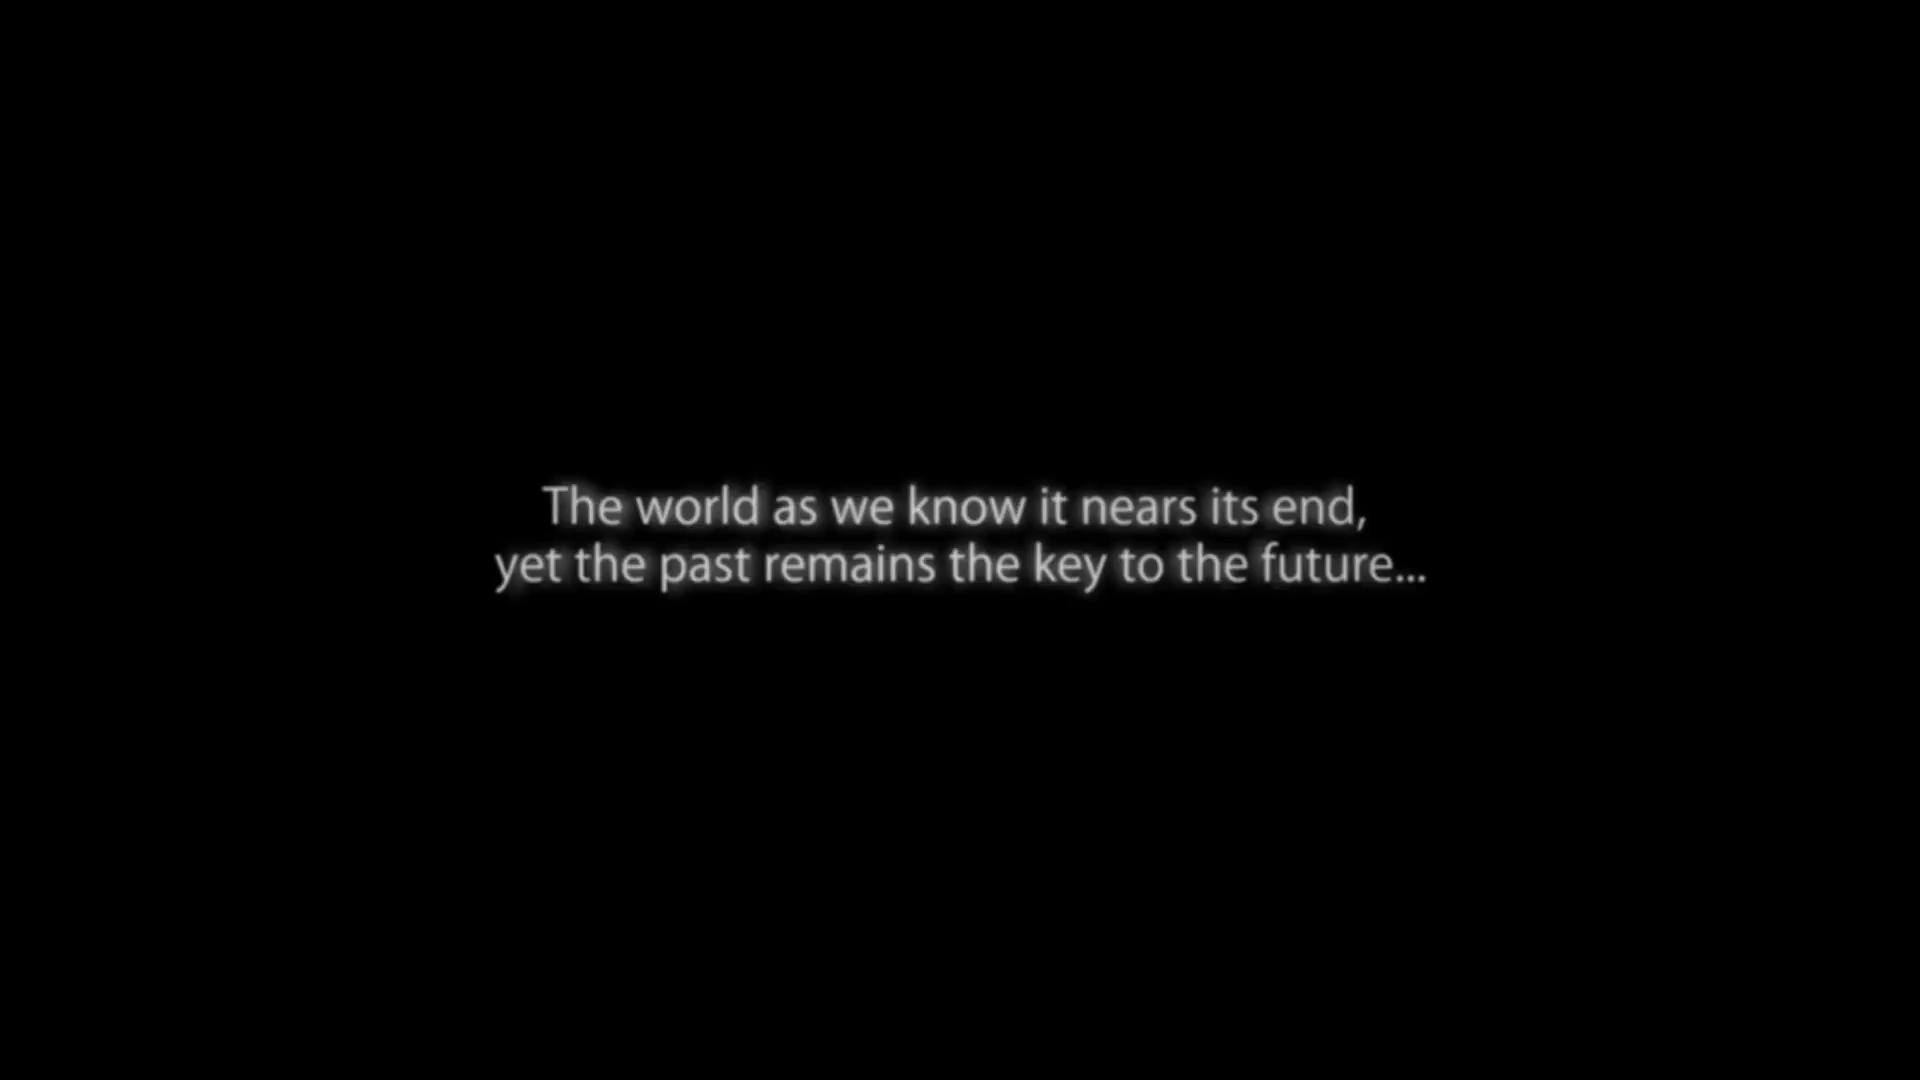 The world as we know it nears its end,
yet the past remains the key to the future...